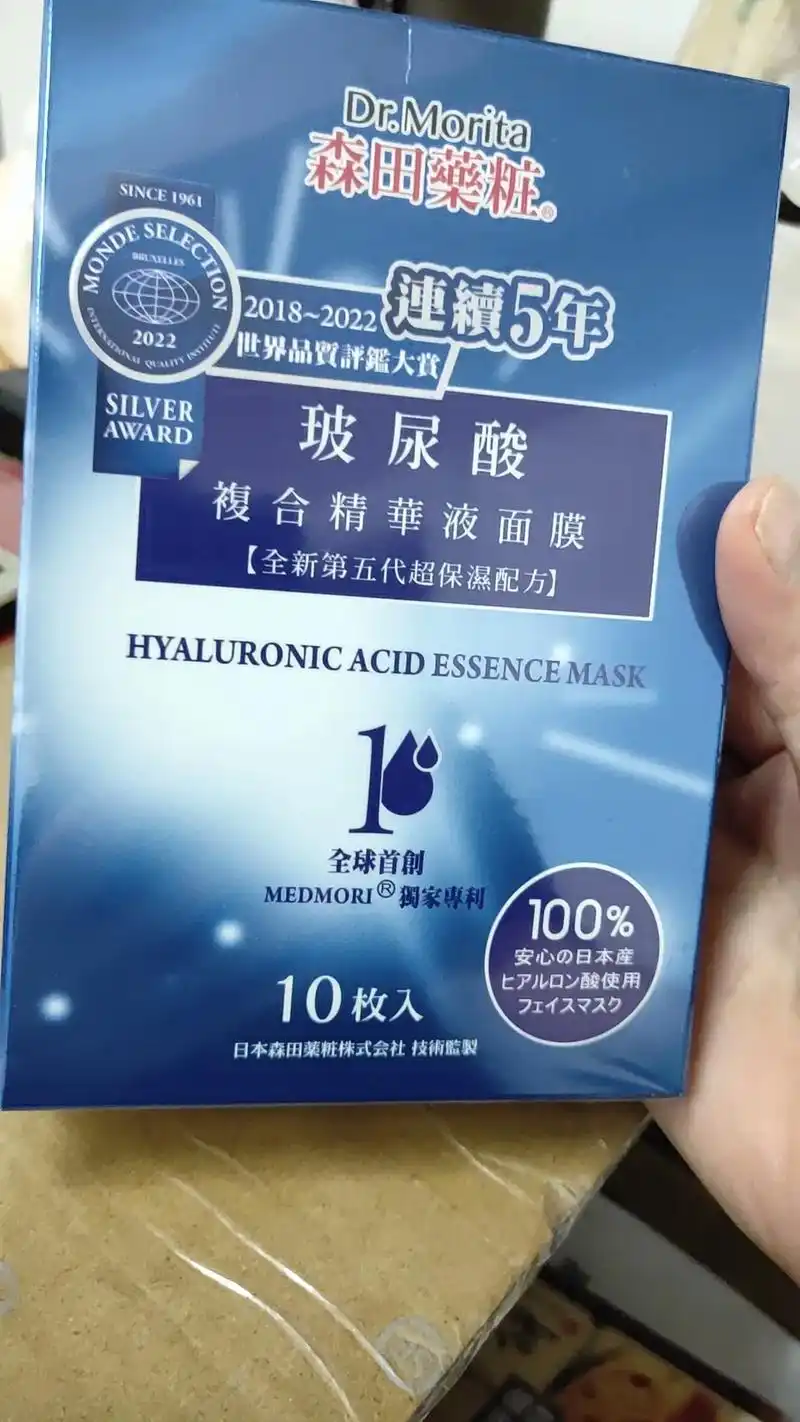 Dr.Morita
森田藥粧®
SINCE 1961
MONDE SELECTION
BRUXELLES
2022
INTERNATIONAL QUALITY INSTITUTE
SILVER
AWARD
2018~2022
連續5年
世界品質評鑑大賞
玻尿酸
複合精華液面膜
【全新第五代超保濕配方】
HYALURONIC ACID ESSENCE MASK
全球首創
MEDMORI®獨家專利
100%
安心の日本産
ヒアルロン酸使用
フェイスマスク
10枚入
日本森田薬粧株式会社 技術監製